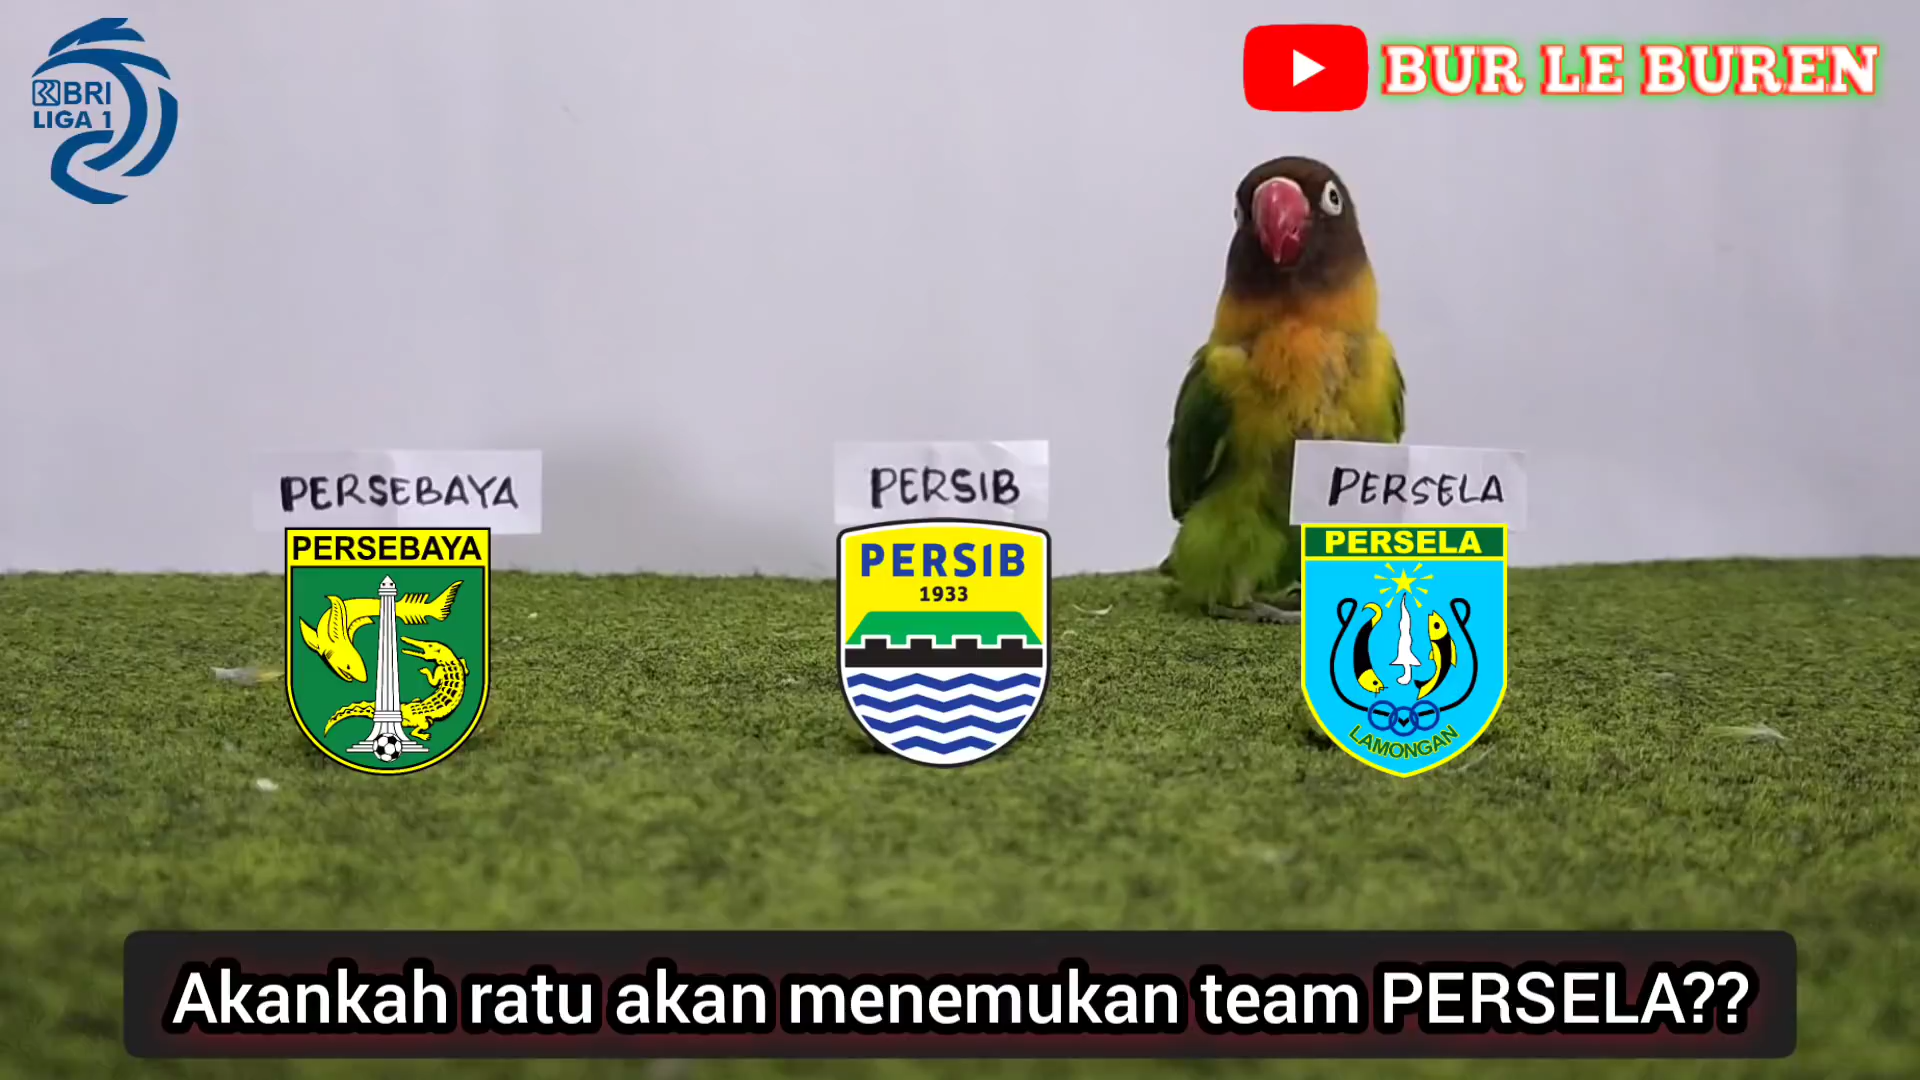 BRI
LIGA 1
BUR LE BUREN
PERSEBAYA
PERSIB
PERSELA
PERSEBAYA
PERSIB
1933
PERSELA
LAMONGAN
Akankah ratu akan menemukan team PERSELA??